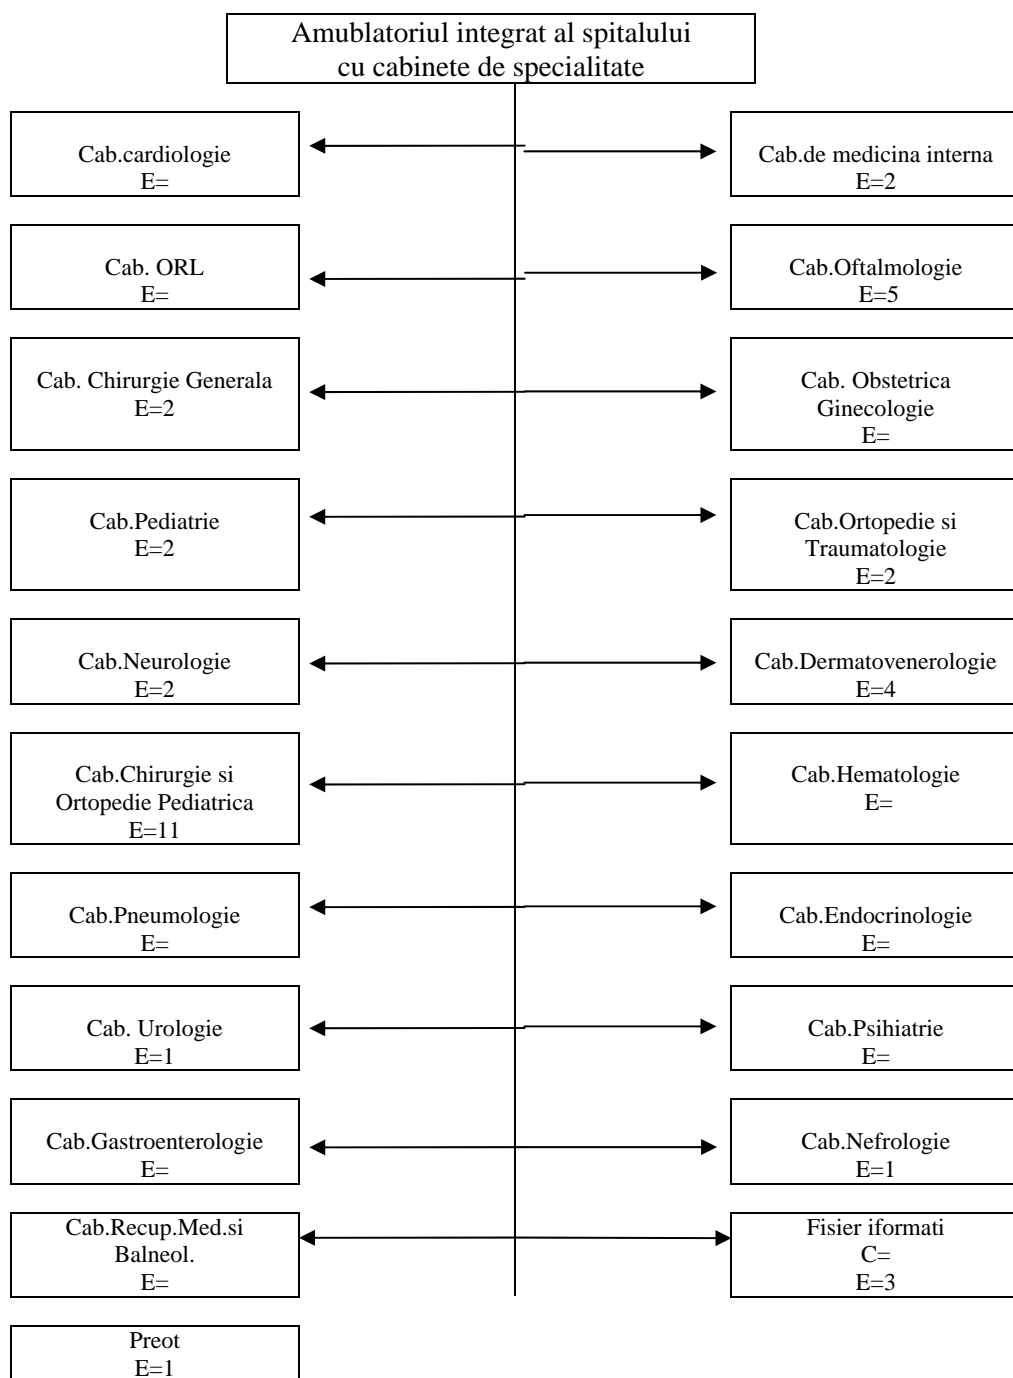 Amublatoriul integrat al spitalului
cu cabinete de specialitate
Cab.cardiologie
E=
Cab.de medicina interna
E=2
Cab. ORL
E=
Cab.Oftalmologie
E=5
Cab. Chirurgie Generala
E=2
Cab. Obstetrica
Ginecologie
E=
Cab.Pediatrie
E=2
Cab.Ortopedie si
Traumatologie
E=2
Cab.Neurologie
E=2
Cab.Dermatovenerologie
E=4
Cab.Chirurgie si
Ortopedie Pediatrica
E=11
Cab.Hematologie
E=
Cab.Pneumologie
E=
Cab.Endocrinologie
E=
Cab. Urologie
E=1
Cab.Psihiatrie
E=
Cab.Gastroenterologie
E=
Cab.Nefrologie
E=1
Cab.Recup.Med.si
Balneol.
E=
Fisier iformati
C=
E=3
Preot
E=1